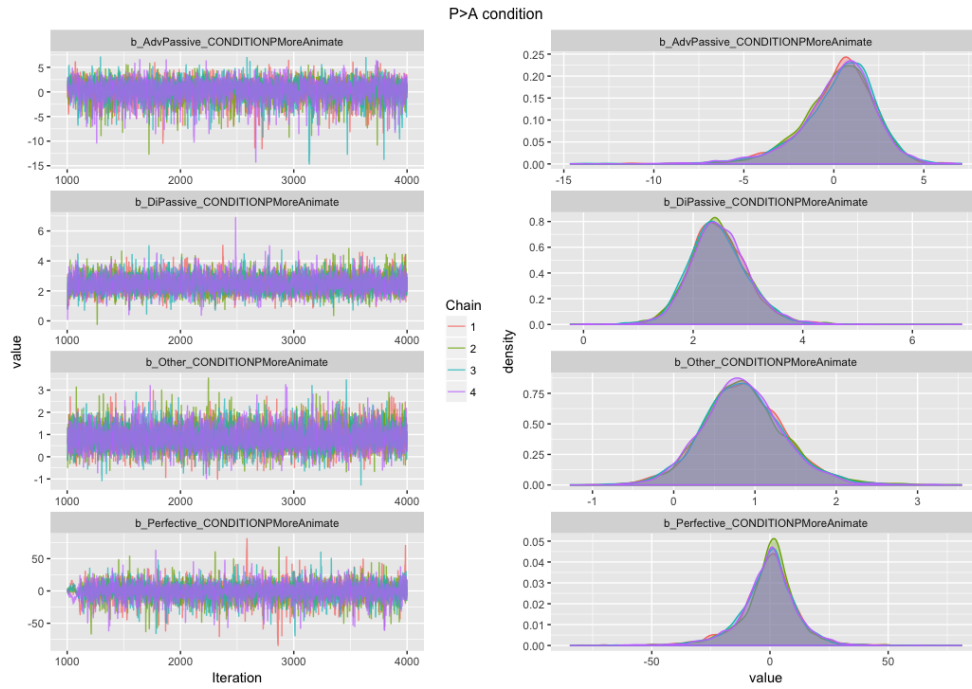 P>A condition
b_AdvPassive_CONDITIONPMoreAnimate
5
0
-5
-10
-15
1000 2000 3000 4000
b_DiPassive_CONDITIONPMoreAnimate
6
4
2
0
1000 2000 3000 4000
b_Other_CONDITIONPMoreAnimate
3
2
1
0
-1
1000 2000 3000 4000
b_Perfective_CONDITIONPMoreAnimate
50
0
-50
1000 2000 3000 4000
Iteration
value
Chain
1
2
3
4
b_AdvPassive_CONDITIONPMoreAnimate
0.25
0.20
0.15
0.10
0.05
0.00
-15 -10 -5 0 5
b_DiPassive_CONDITIONPMoreAnimate
0.8
0.6
0.4
0.2
0.0
0 2 4 6
b_Other_CONDITIONPMoreAnimate
0.75
0.50
0.25
0.00
-1 0 1 2 3
b_Perfective_CONDITIONPMoreAnimate
0.05
0.04
0.03
0.02
0.01
0.00
-50 0 50
value
density